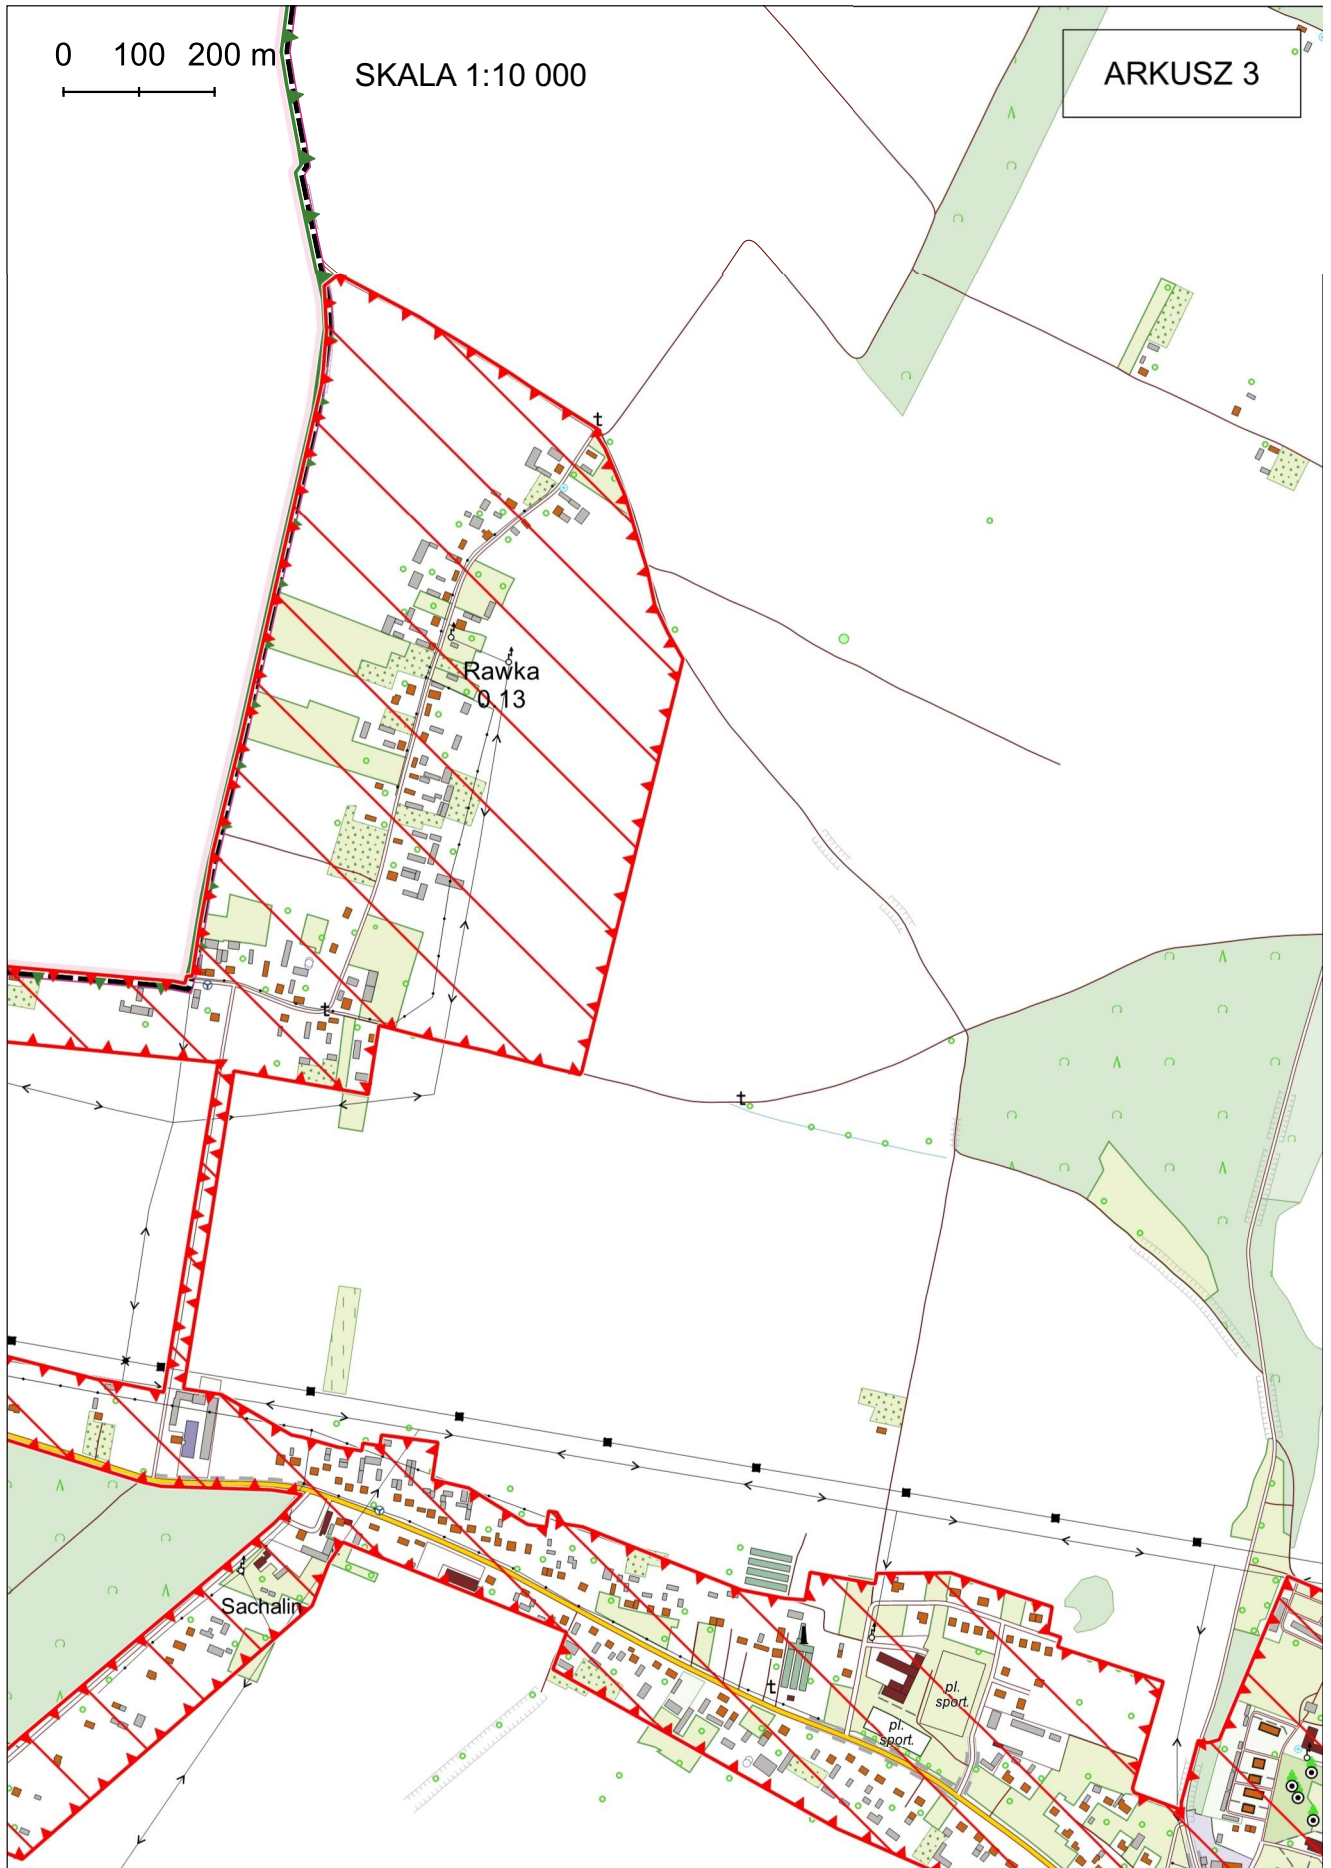 0 100 200 m
SKALA 1:10 000
ARKUSZ 3
t
Rawka
0.13
t
t
Sachalin
t
pl.
sport.
pl.
sport.